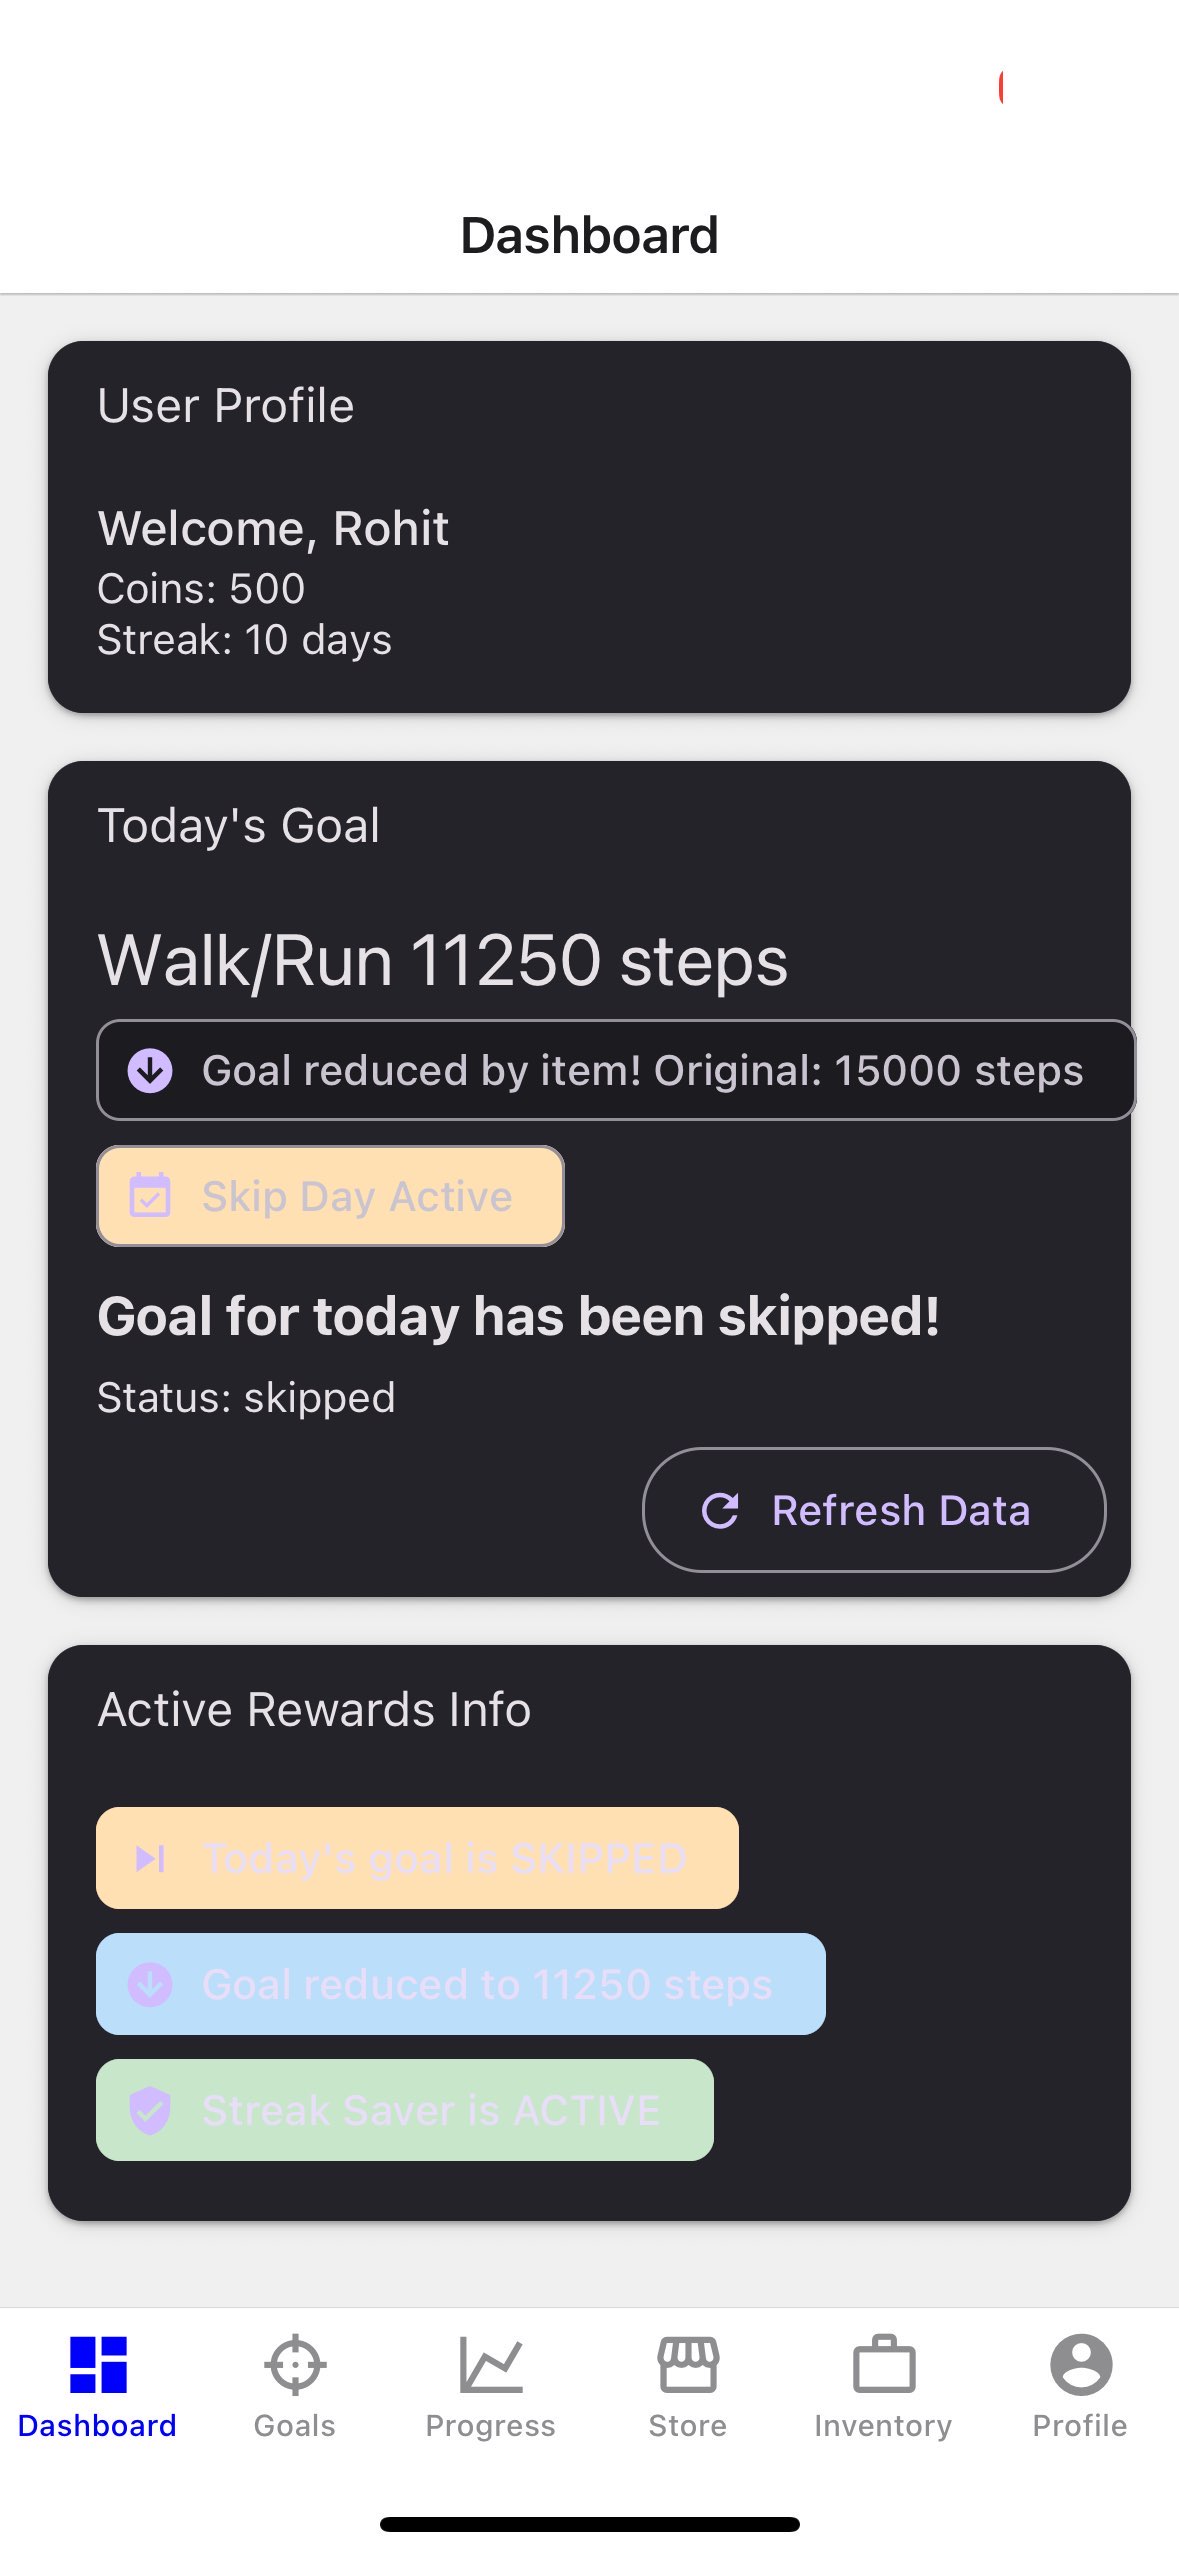 Dashboard
User Profile
Welcome, Rohit
Coins: 500
Streak: 10 days
Today's Goal
Walk/Run 11250 steps
Goal reduced by item! Original: 15000 steps
Skip Day Active
Goal for today has been skipped!
Status: skipped
Refresh Data
Active Rewards Info
Today's goal is SKIPPED
Goal reduced to 11250 steps
Streak Saver is ACTIVE
Dashboard Goals Progress Store Inventory Profile